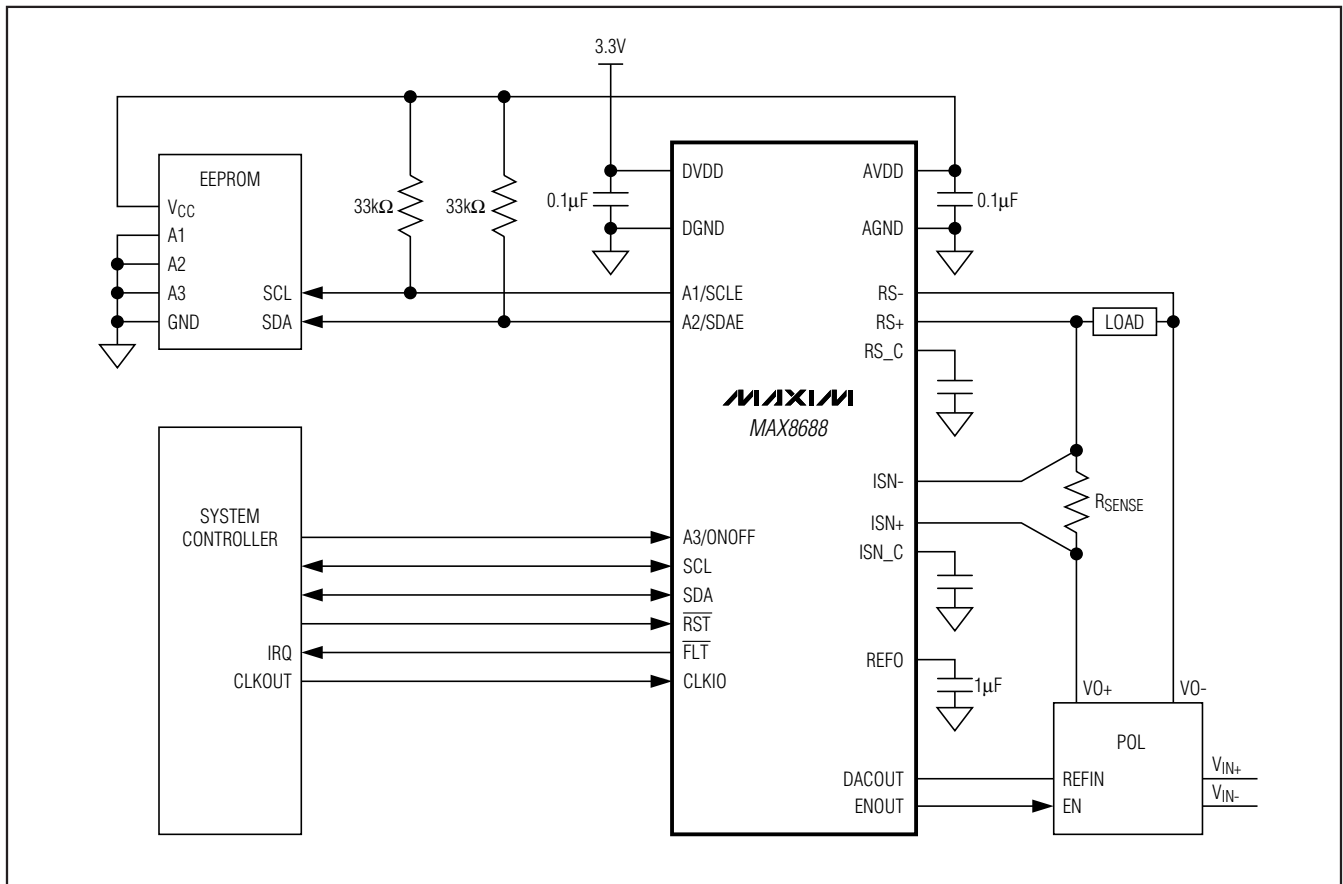 3.3V
EEPROM
VCC
A1
A2
A3
GND
SCL
SDA
33kΩ
33kΩ
0.1µF
DVDD
DGND
A1/SCLE
A2/SDAE
AVDD
AGND
0.1µF
RS-
RS+
RS_C
LOAD
MAXIM
MAX8688
ISN-
ISN+
ISN_C
RSENSE
SYSTEM
CONTROLLER
IRQ
CLKOUT
A3/ONOFF
SCL
SDA
RST
FLT
CLKIO
REFO
1µF
DACOUT
ENOUT
VO+
VO-
POL
REFIN
EN
VIN+
VIN-